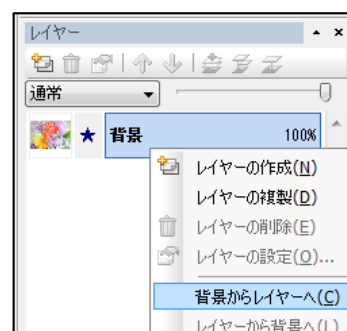 レイヤー
通常
背景 100%
レイヤーの作成(N)
レイヤーの複製(D)
レイヤーの削除(E)
レイヤーの設定(O)...
背景からレイヤーへ(C)
レイヤーから背景へ(L)